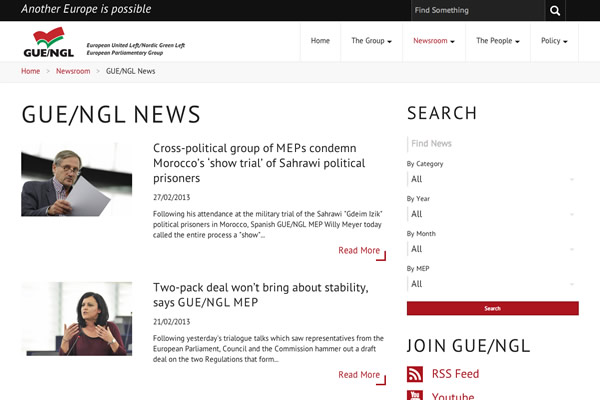 Another Europe is possible
Find Something
GUE/NGL
European United Left/Nordic Green Left
European Parliamentary Group
Home
The Group
Newsroom
The People
Policy
Home > Newsroom > GUE/NGL News
GUE/NGL NEWS
Cross-political group of MEPs condemn
Morocco's 'show trial' of Sahrawi political
prisoners
27/02/2013
Following his attendance at the military trial of the Sahrawi "Gdeim Izik"
political prisoners in Morocco, Spanish GUE/NGL MEP Willy Meyer today
called the entire process a "show"...
Read More
Two-pack deal won't bring about stability,
says GUE/NGL MEP
21/02/2013
Following yesterday's trialogue talks which saw representatives from the
European Parliament, Council and the Commission hammer out a draft
deal on the two Regulations that form...
Read More
SEARCH
Find News
By Category
All
By Year
All
By Month
All
By MEP
All
Search
JOIN GUE/NGL
RSS Feed
You
Youtube